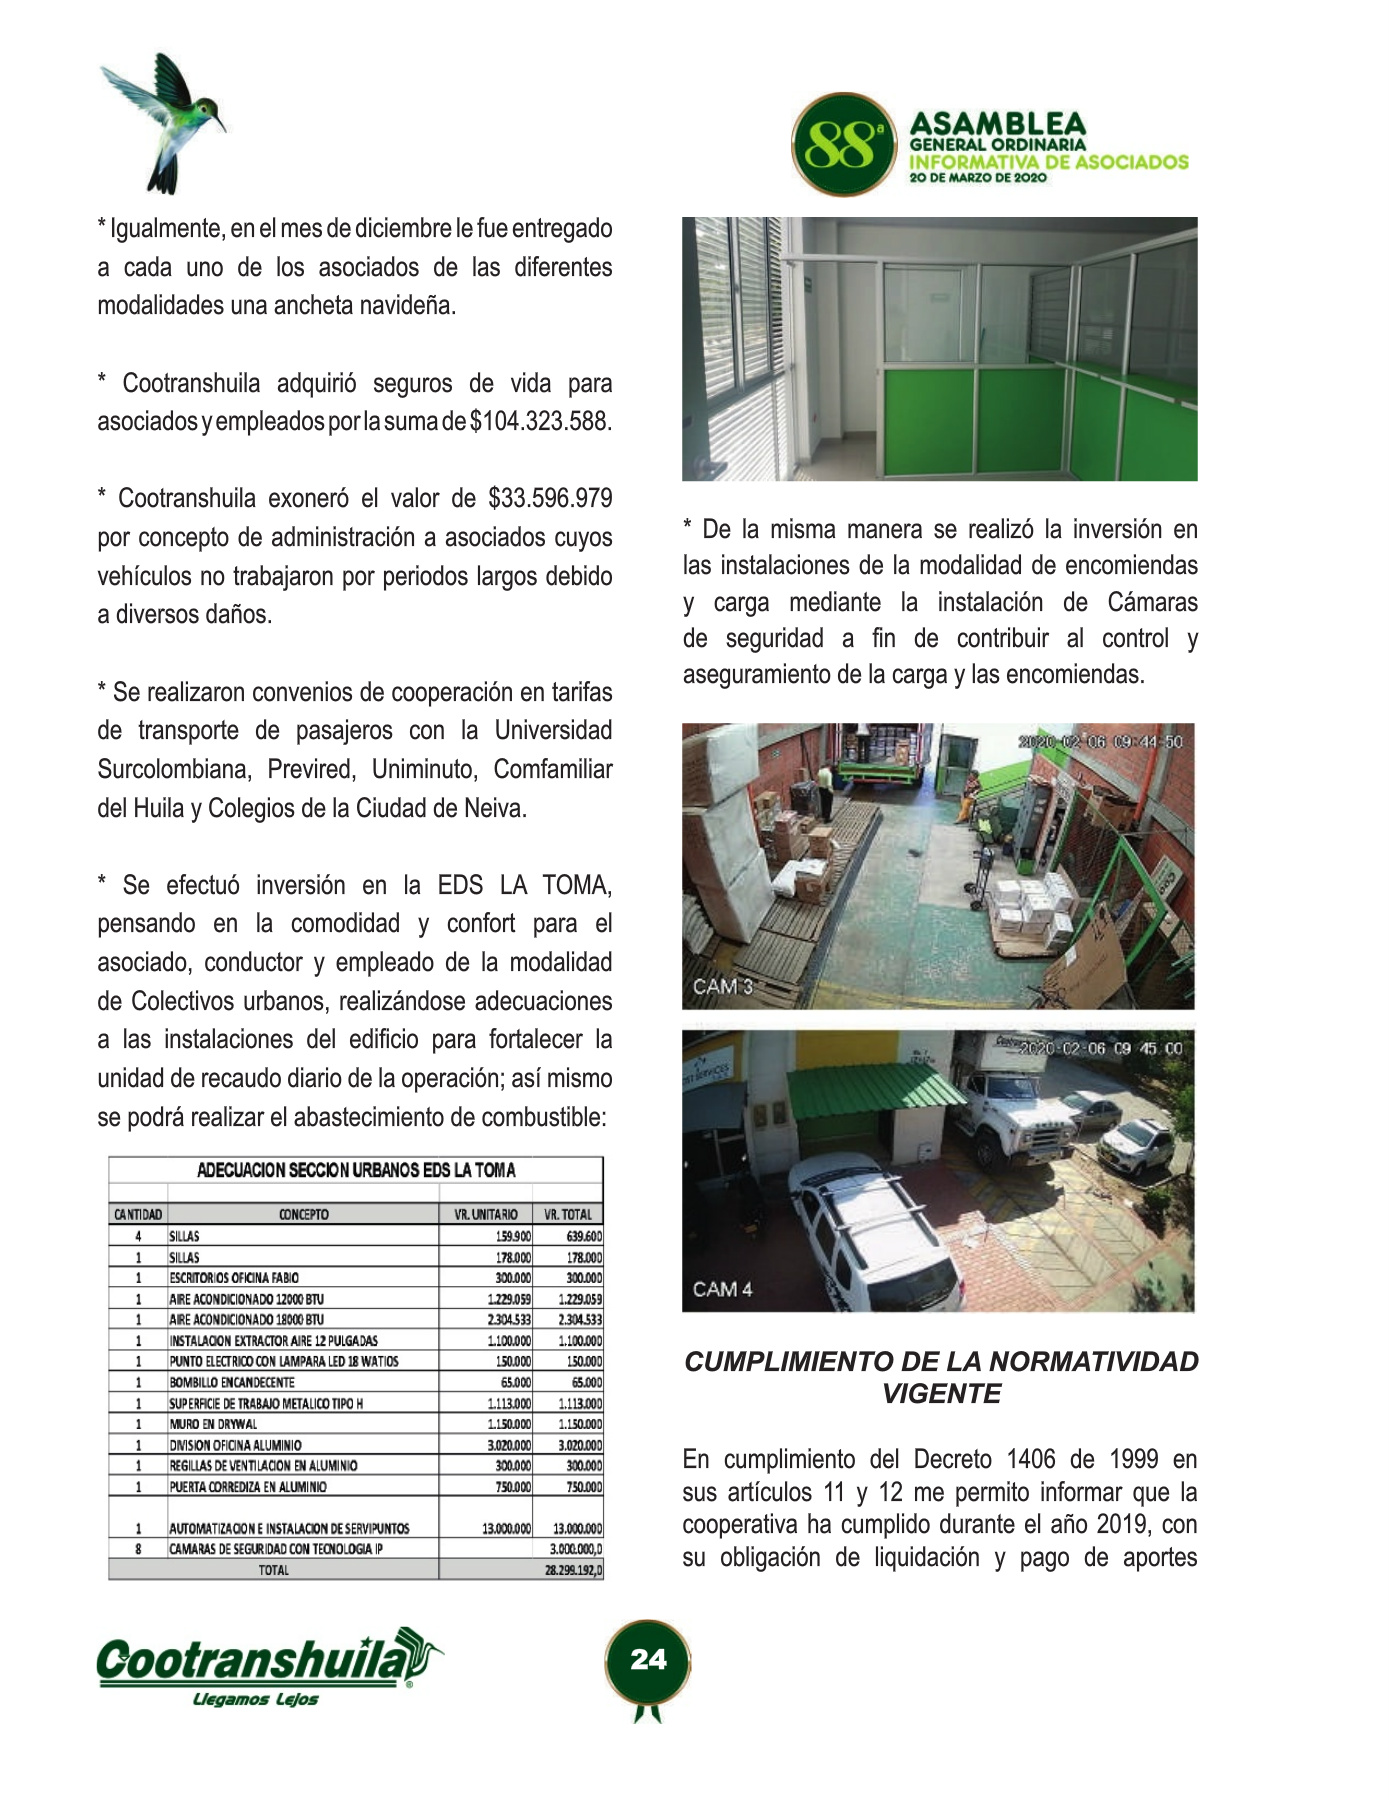 88ª
ASAMBLEA
GENERAL ORDINARIA
INFORMATIVA DE ASOCIADOS
20 DE MARZO DE 2020
* Igualmente, en el mes de diciembre le fue entregado
a cada uno de los asociados de las diferentes
modalidades una ancheta navideña.
* Cootranshuila adquirió seguros de vida para
asociados y empleados por la suma de $104.323.588.
* Cootranshuila exoneró el valor de $33.596.979
por concepto de administración a asociados cuyos
vehículos no trabajaron por periodos largos debido
a diversos daños.
* Se realizaron convenios de cooperación en tarifas
de transporte de pasajeros con la Universidad
Surcolombiana, Previred, Uniminuto, Comfamiliar
del Huila y Colegios de la Ciudad de Neiva.
* Se efectuó inversión en la EDS LA TOMA,
pensando en la comodidad y confort para el
asociado, conductor y empleado de la modalidad
de Colectivos urbanos, realizándose adecuaciones
a las instalaciones del edificio para fortalecer la
unidad de recaudo diario de la operación; así mismo
se podrá realizar el abastecimiento de combustible:
ADECUACION SECCION URBANOS EDS LA TOMA
CANTIDAD CONCEPTO VR. UNITARIO VR. TOTAL
4 SILLAS 159.900 639.600
1 SILLAS 178.000 178.000
1 ESCRITORIOS OFICINA FABIO 300.000 300.000
1 AIRE ACONDICIONADO 12000 BTU 1.229.059 1.229.059
1 AIRE ACONDICIONADO 18000 BTU 2.304.533 2.304.533
1 INSTALACION EXTRACTOR AIRE 12 PULGADAS 1.100.000 1.100.000
1 PUNTO ELECTRICO CON LAMPARA LED 18 WATIOS 150.000 150.000
1 BOMBILLO ENCANDECENTE 65.000 65.000
1 SUPERFICIE DE TRABAJO METALICO TIPO H 1.113.000 1.113.000
1 MURO EN DRYWAL 1.150.000 1.150.000
1 DIVISION OFICINA ALUMINIO 3.020.000 3.020.000
1 REGILLAS DE VENTILACION EN ALUMINIO 300.000 300.000
1 PUERTA CORREDIZA EN ALUMINIO 750.000 750.000
1 AUTOMATIZACION E INSTALACION DE SERVIPUNTOS 13.000.000 13.000.000
8 CAMARAS DE SEGURIDAD CON TECNOLOGIA IP 3.000.000,0
TOTAL 28.299.192,0
* De la misma manera se realizó la inversión en
las instalaciones de la modalidad de encomiendas
y carga mediante la instalación de Cámaras
de seguridad a fin de contribuir al control y
aseguramiento de la carga y las encomiendas.
2020-02-06 09:44:50
CAM 3
2020-02-06 09 45 00
CAM 4
CUMPLIMIENTO DE LA NORMATIVIDAD
VIGENTE
En cumplimiento del Decreto 1406 de 1999 en
sus artículos 11 y 12 me permito informar que la
cooperativa ha cumplido durante el año 2019, con
su obligación de liquidación y pago de aportes
Cootranshuila
Llegamos Lejos
24